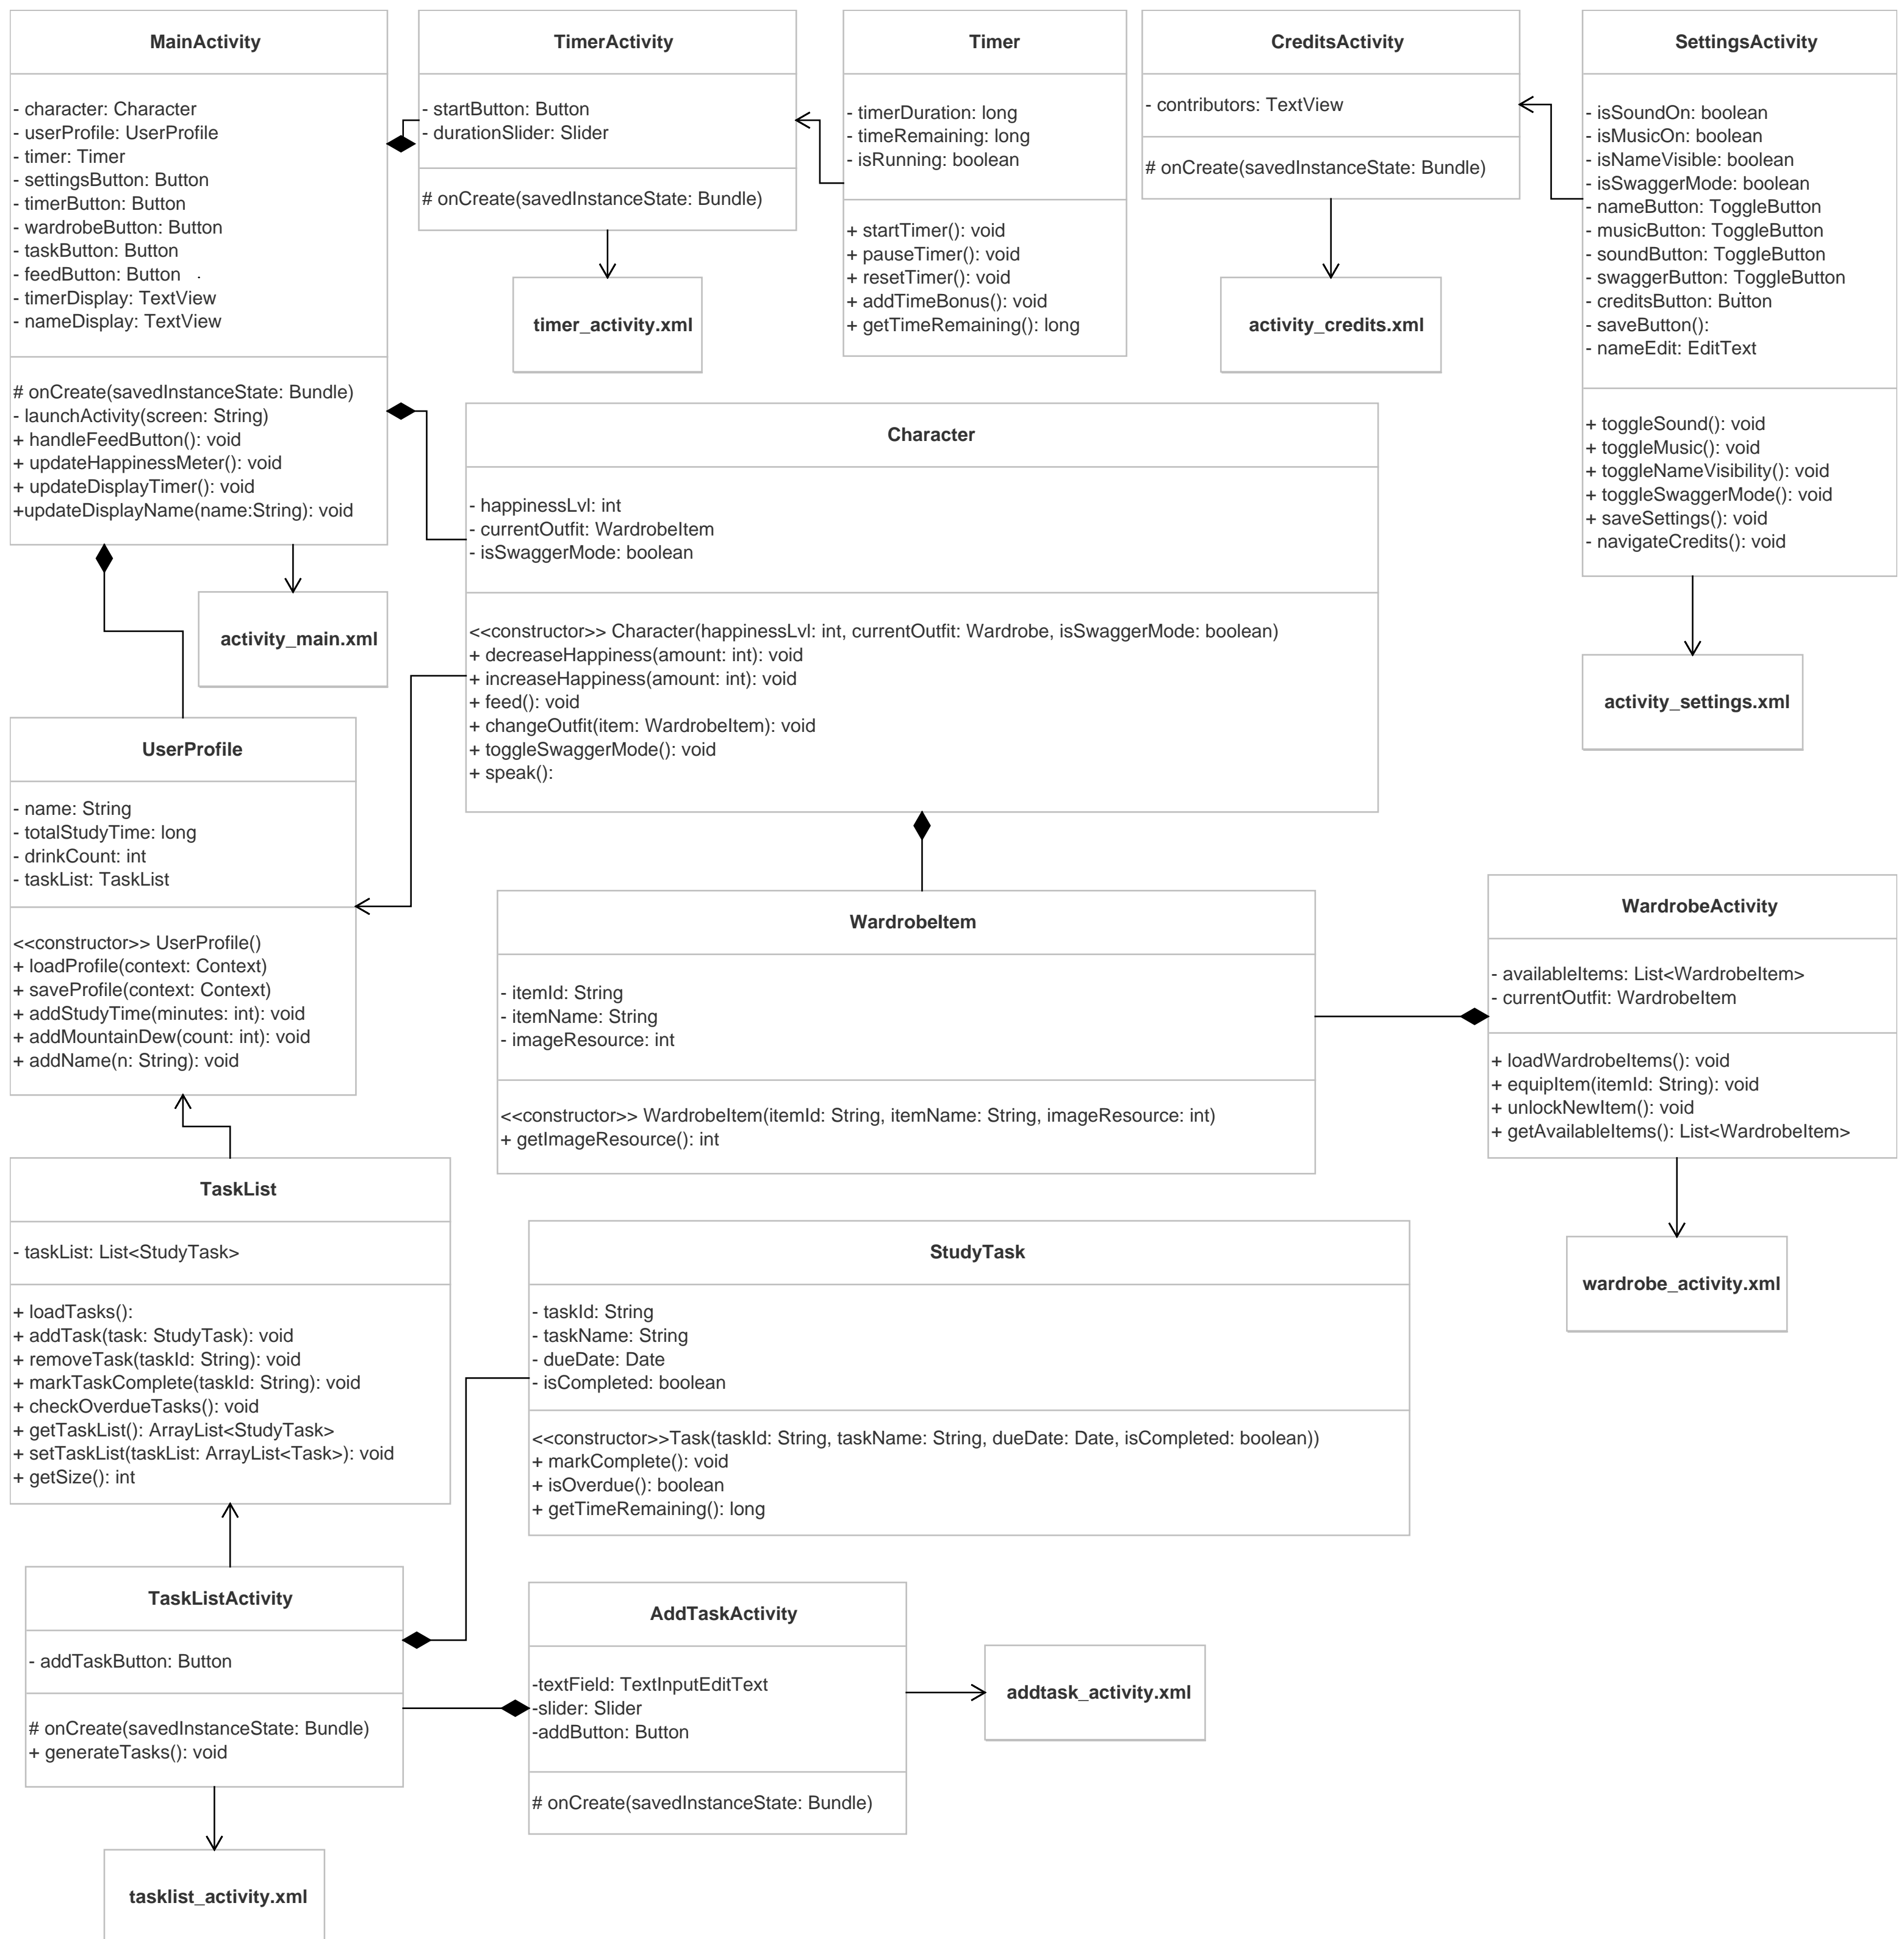 MainActivity
- character: Character
- userProfile: UserProfile
- timer: Timer
- settingsButton: Button
- timerButton: Button
- wardrobeButton: Button
- taskButton: Button
- feedButton: Button
- timerDisplay: TextView
- nameDisplay: TextView
# onCreate(savedInstanceState: Bundle)
- launchActivity(screen: String)
+ handleFeedButton(): void
+ updateHappinessMeter(): void
+ updateDisplayTimer(): void
+updateDisplayName(name:String): void
TimerActivity
- startButton: Button
- durationSlider: Slider
# onCreate(savedInstanceState: Bundle)
timer_activity.xml
Timer
- timerDuration: long
- timeRemaining: long
- isRunning: boolean
+ startTimer(): void
+ pauseTimer(): void
+ resetTimer(): void
+ addTimeBonus(): void
+ getTimeRemaining(): long
CreditsActivity
- contributors: TextView
# onCreate(savedInstanceState: Bundle)
activity_credits.xml
SettingsActivity
- isSoundOn: boolean
- isMusicOn: boolean
- isNameVisible: boolean
- isSwaggerMode: boolean
- nameButton: ToggleButton
- musicButton: ToggleButton
- soundButton: ToggleButton
- swaggerButton: ToggleButton
- creditsButton: Button
- saveButton():
- nameEdit: EditText
+ toggleSound(): void
+ toggleMusic(): void
+ toggleNameVisibility(): void
+ toggleSwaggerMode(): void
+ saveSettings(): void
- navigateCredits(): void
activity_settings.xml
activity_main.xml
Character
- happinessLvl: int
- currentOutfit: WardrobeItem
- isSwaggerMode: boolean
<<constructor>> Character(happinessLvl: int, currentOutfit: Wardrobe, isSwaggerMode: boolean)
+ decreaseHappiness(amount: int): void
+ increaseHappiness(amount: int): void
+ feed(): void
+ changeOutfit(item: WardrobeItem): void
+ toggleSwaggerMode(): void
+ speak():
UserProfile
- name: String
- totalStudyTime: long
- drinkCount: int
- taskList: TaskList
<<constructor>> UserProfile()
+ loadProfile(context: Context)
+ saveProfile(context: Context)
+ addStudyTime(minutes: int): void
+ addMountainDew(count: int): void
+ addName(n: String): void
WardrobeItem
- itemId: String
- itemName: String
- imageResource: int
<<constructor>> WardrobeItem(itemId: String, itemName: String, imageResource: int)
+ getImageResource(): int
WardrobeActivity
- availableItems: List<WardrobeItem>
- currentOutfit: WardrobeItem
+ loadWardrobeItems(): void
+ equipItem(itemId: String): void
+ unlockNewItem(): void
+ getAvailableItems(): List<WardrobeItem>
wardrobe_activity.xml
TaskList
- taskList: List<StudyTask>
+ loadTasks():
+ addTask(task: StudyTask): void
+ removeTask(taskId: String): void
+ markTaskComplete(taskId: String): void
+ checkOverdueTasks(): void
+ getTaskList(): ArrayList<StudyTask>
+ setTaskList(taskList: ArrayList<Task>): void
+ getSize(): int
StudyTask
- taskId: String
- taskName: String
- dueDate: Date
- isCompleted: boolean
<<constructor>>Task(taskId: String, taskName: String, dueDate: Date, isCompleted: boolean))
+ markComplete(): void
+ isOverdue(): boolean
+ getTimeRemaining(): long
TaskListActivity
- addTaskButton: Button
# onCreate(savedInstanceState: Bundle)
+ generateTasks(): void
AddTaskActivity
-textField: TextInputEditText
-slider: Slider
-addButton: Button
# onCreate(savedInstanceState: Bundle)
addtask_activity.xml
tasklist_activity.xml